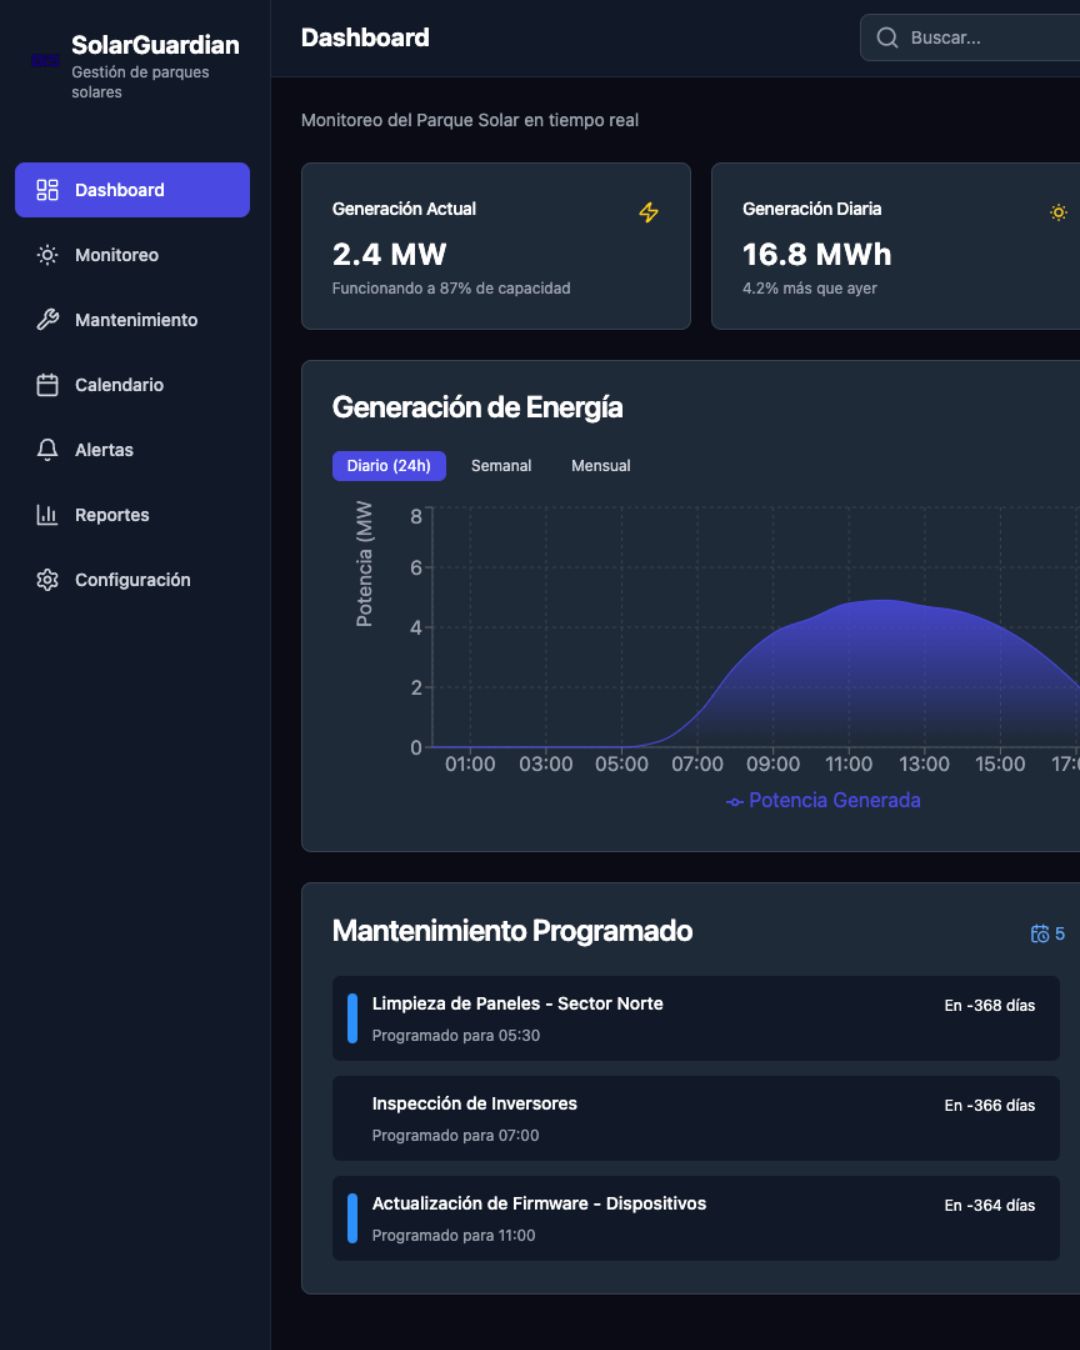 SolarGuardian
Gestión de parques
solares
Dashboard
Monitoreo
Mantenimiento
Calendario
Alertas
Reportes
Configuración
Dashboard
Buscar...
Monitoreo del Parque Solar en tiempo real
Generación Actual
2.4 MW
Funcionando a 87% de capacidad
Generación Diaria
16.8 MWh
4.2% más que ayer
Generación de Energía
Diario (24h) Semanal Mensual
Potencia (MW
8
6
4
2
0
01:00 03:00 05:00 07:00 09:00 11:00 13:00 15:00 17:
Potencia Generada
Mantenimiento Programado
5
Limpieza de Paneles - Sector Norte
En -368 días
Programado para 05:30
Inspección de Inversores
En -366 días
Programado para 07:00
Actualización de Firmware - Dispositivos
En -364 días
Programado para 11:00